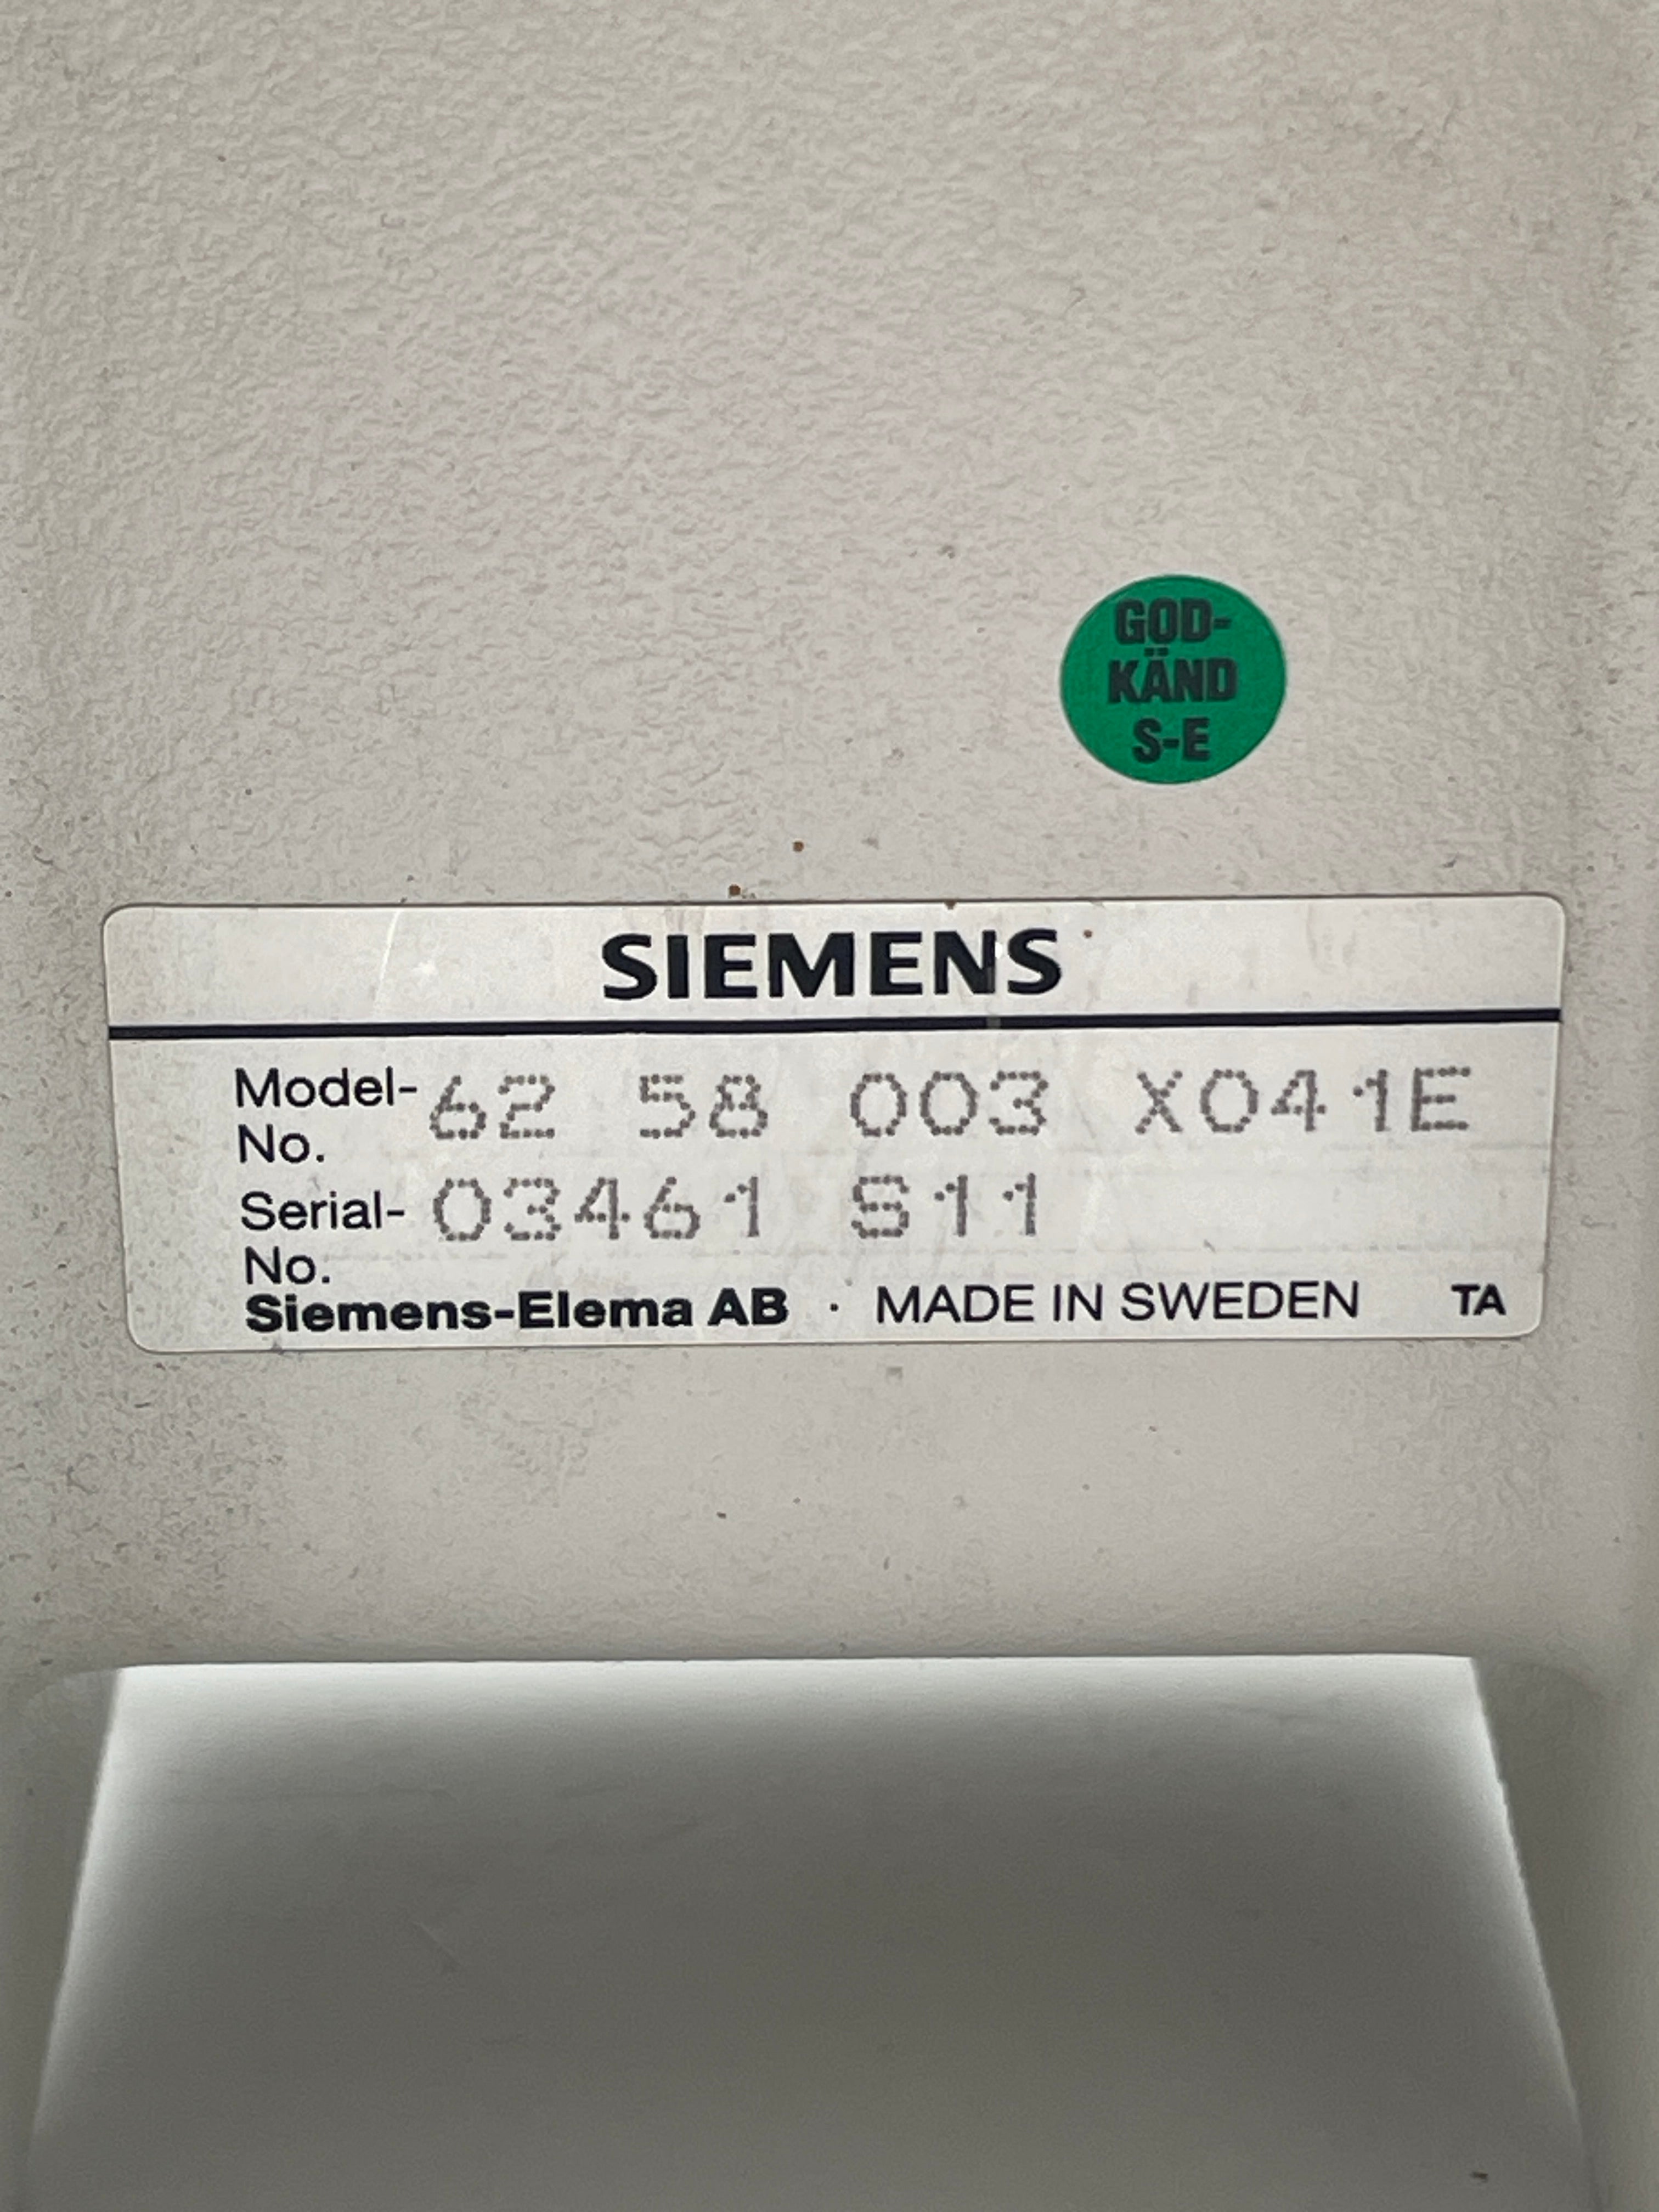 GOD-
KÄND
S-E
SIEMENS
Model-No. 62 58 003 X041E
Serial-No. 03461 S11
Siemens-Elema AB · MADE IN SWEDEN TA